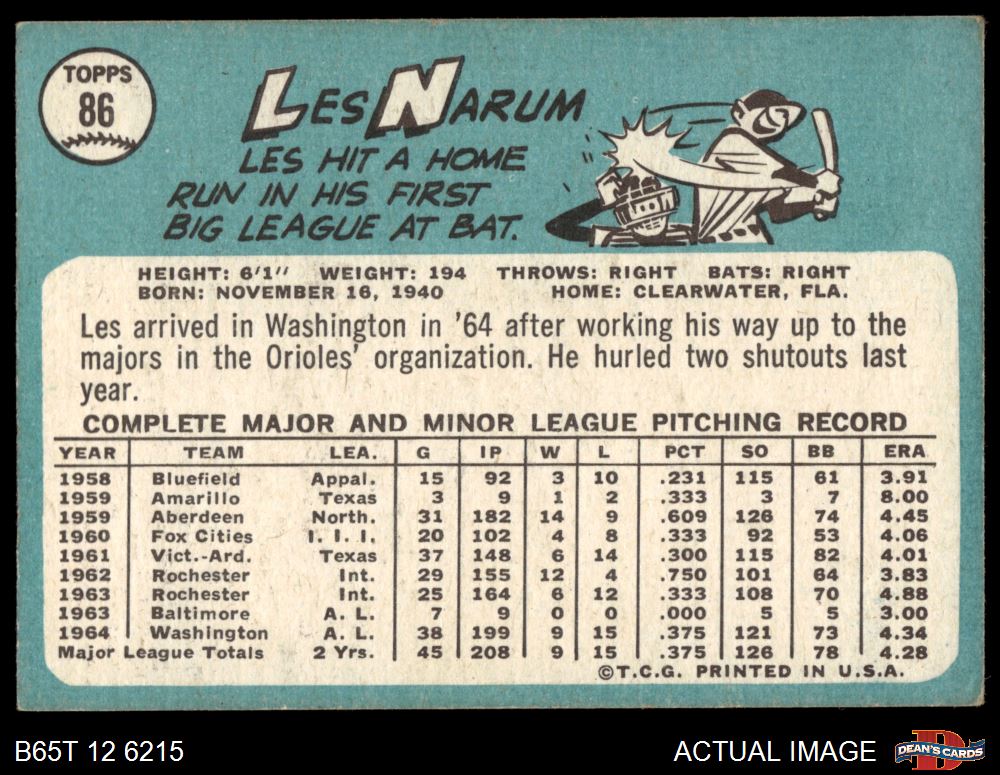 TOPPS
86
LES NARUM
LES HIT A HOME
RUN IN HIS FIRST
BIG LEAGUE AT BAT.
HEIGHT: 6'1" WEIGHT: 194 THROWS: RIGHT BATS: RIGHT
BORN: NOVEMBER 16, 1940 HOME: CLEARWATER, FLA.
Les arrived in Washington in '64 after working his way up to the
majors in the Orioles' organization. He hurled two shutouts last
year.
COMPLETE MAJOR AND MINOR LEAGUE PITCHING RECORD
YEAR TEAM LEA. G IP W L PCT SO BB ERA
1958 Bluefield Appal. 15 92 3 10 .231 115 61 3.91
1959 Amarillo Texas 3 9 1 2 .333 3 7 8.00
1959 Aberdeen North. 31 182 14 9 .609 126 74 4.45
1960 Fox Cities I. I. I. 20 102 4 8 .333 92 53 4.06
1961 Vict.-Ard. Texas 37 148 6 14 .300 115 82 4.01
1962 Rochester Int. 29 155 12 4 .750 101 64 3.83
1963 Rochester Int. 25 164 6 12 .333 108 70 4.88
1963 Baltimore A. L. 7 9 0 0 .000 5 5 3.00
1964 Washington A. L. 38 199 9 15 .375 121 73 4.34
Major League Totals 2 Yrs. 45 208 9 15 .375 126 78 4.28
©T.C.G. PRINTED IN U.S.A.
B65T 12 6215 ACTUAL IMAGE DEAN'S CARDS